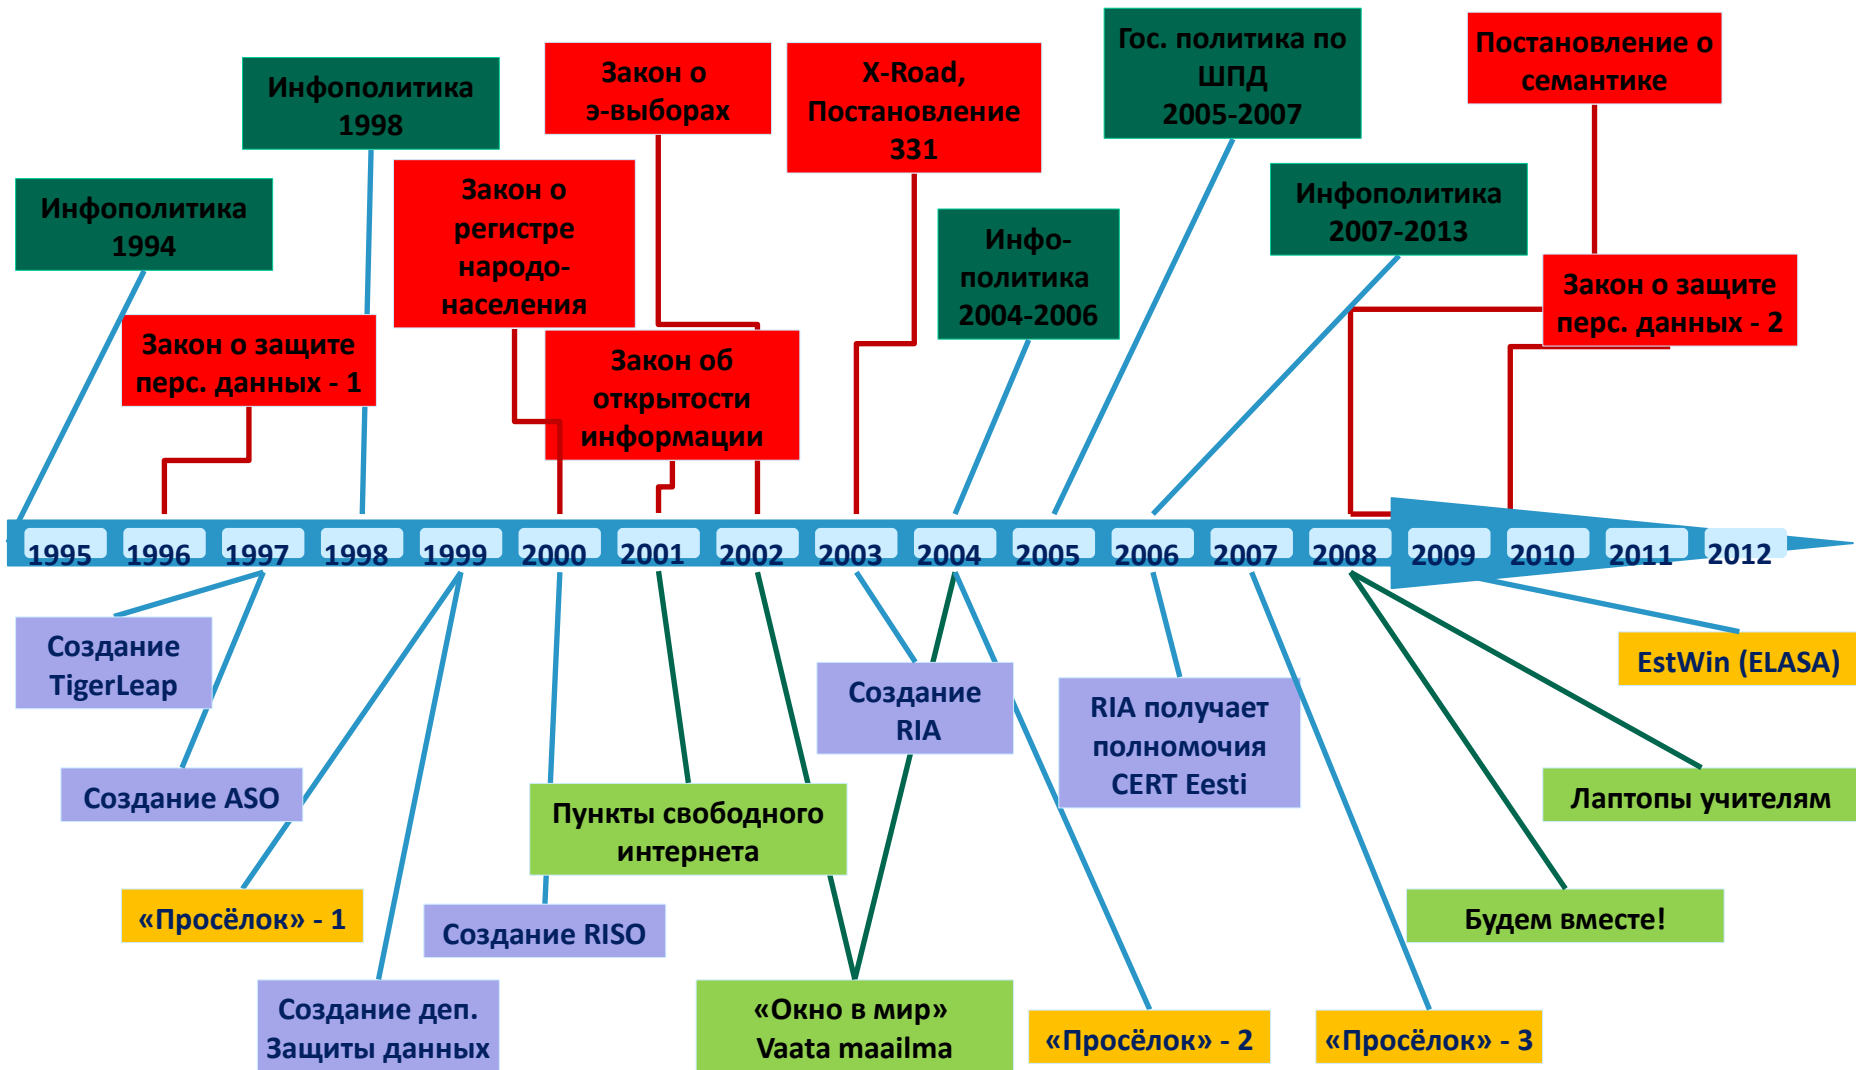 Инфополитика
1994
Инфополитика
1998
Закон о защите
перс. данных - 1
Закон о
регистре
народо-
населения
Закон о
э-выборах
Закон об
открытости
информации
X-Road,
Постановление
331
Инфо-
политика
2004-2006
Гос. политика по
ШПД
2005-2007
Инфополитика
2007-2013
Постановление о
семантике
Закон о защите
перс. данных - 2
1995
1996
1997
1998
1999
2000
2001
2002
2003
2004
2005
2006
2007
2008
2009
2010
2011
2012
Создание
TigerLeap
Создание ASO
«Просёлок» - 1
Создание деп.
Защиты данных
Создание RISO
Пункты свободного
интернета
«Окно в мир»
Vaata maailma
Создание
RIA
«Просёлок» - 2
RIA получает
полномочия
CERT Eesti
«Просёлок» - 3
EstWin (ELASA)
Лаптопы учителям
Будем вместе!